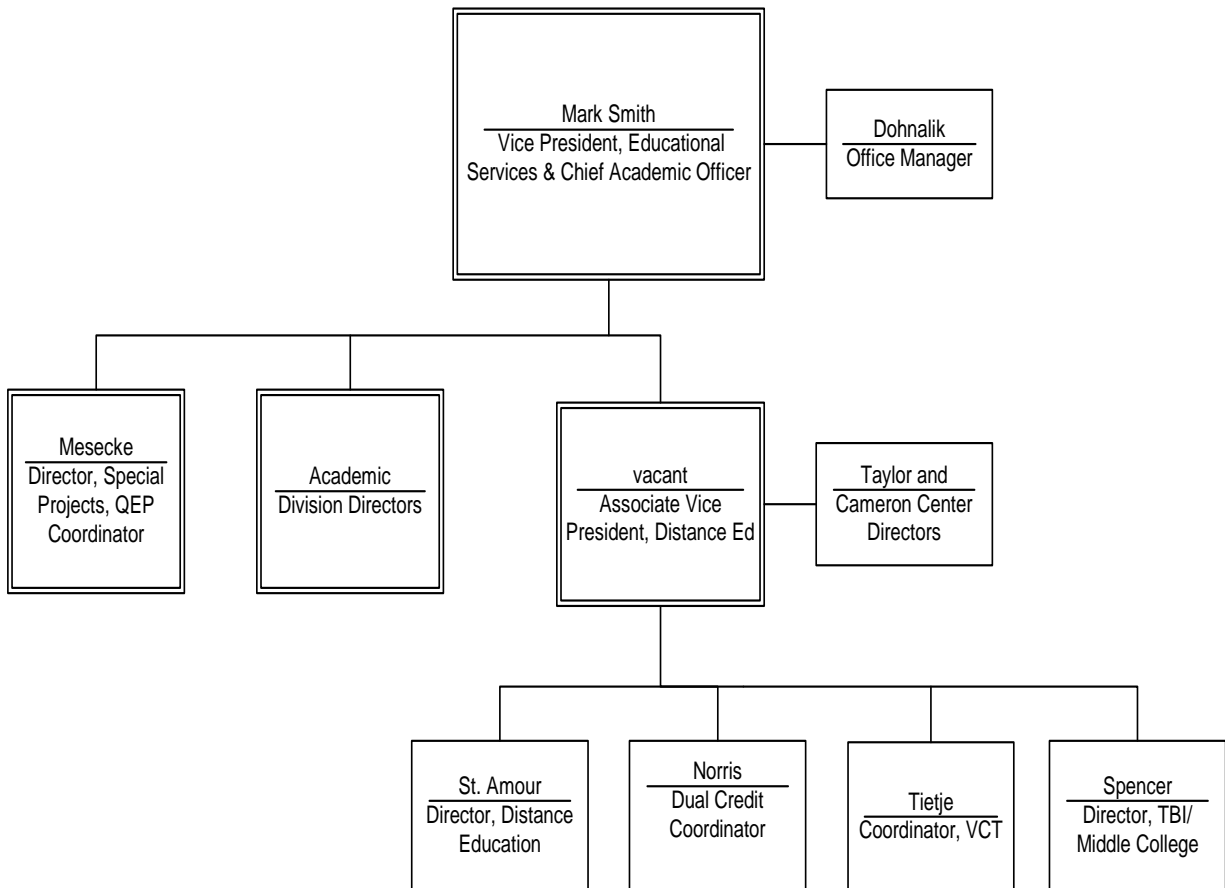 Mark Smith
Vice President, Educational
Services & Chief Academic Officer
Dohnalik
Office Manager
Mesecke
Director, Special
Projects, QEP
Coordinator
Academic
Division Directors
vacant
Associate Vice
President, Distance Ed
Taylor and
Cameron Center
Directors
St. Amour
Director, Distance
Education
Norris
Dual Credit
Coordinator
Tietje
Coordinator, VCT
Spencer
Director, TBI/
Middle College